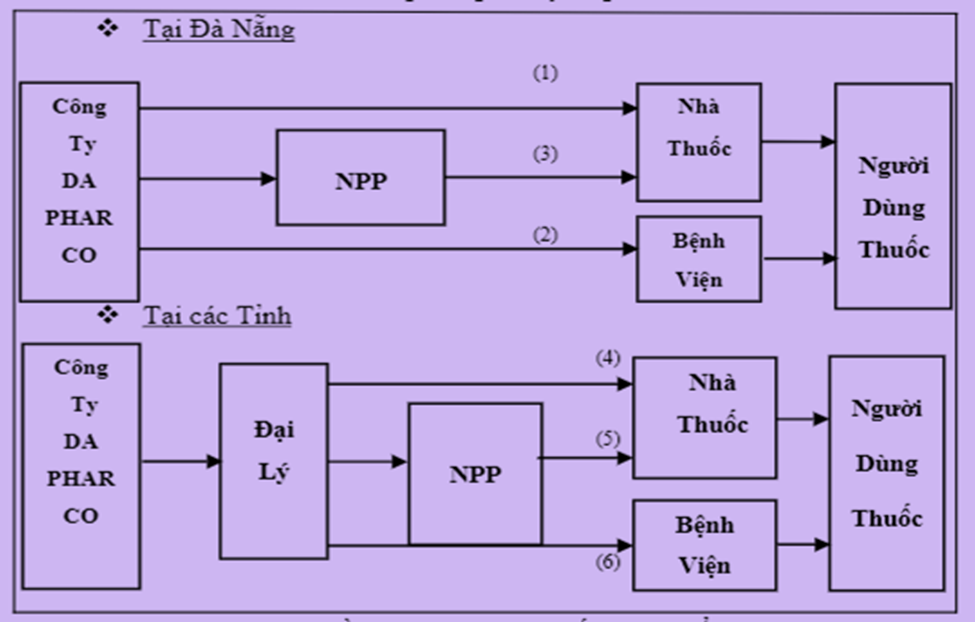 ❖ Tại Đà Nẵng
Công
Ty
DA
PHAR
CO
NPP
(1)
(3)
(2)
Nhà
Thuốc
Bệnh
Viện
Người
Dùng
Thuốc
❖ Tại các Tỉnh
Công
Ty
DA
PHAR
CO
Đại
Lý
NPP
(4)
(5)
(6)
Nhà
Thuốc
Bệnh
Viện
Người
Dùng
Thuốc